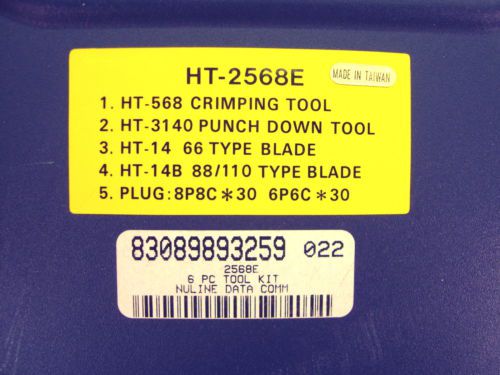 HT-2568E
MADE IN TAIWAN
1. HT-568 CRIMPING TOOL
2. HT-3140 PUNCH DOWN TOOL
3. HT-14 66 TYPE BLADE
4. HT-14B 88/110 TYPE BLADE
5. PLUG:8P8C*30 6P6C*30
83089893259 022
2568E
6 PC TOOL KIT
NULINE DATA COMM